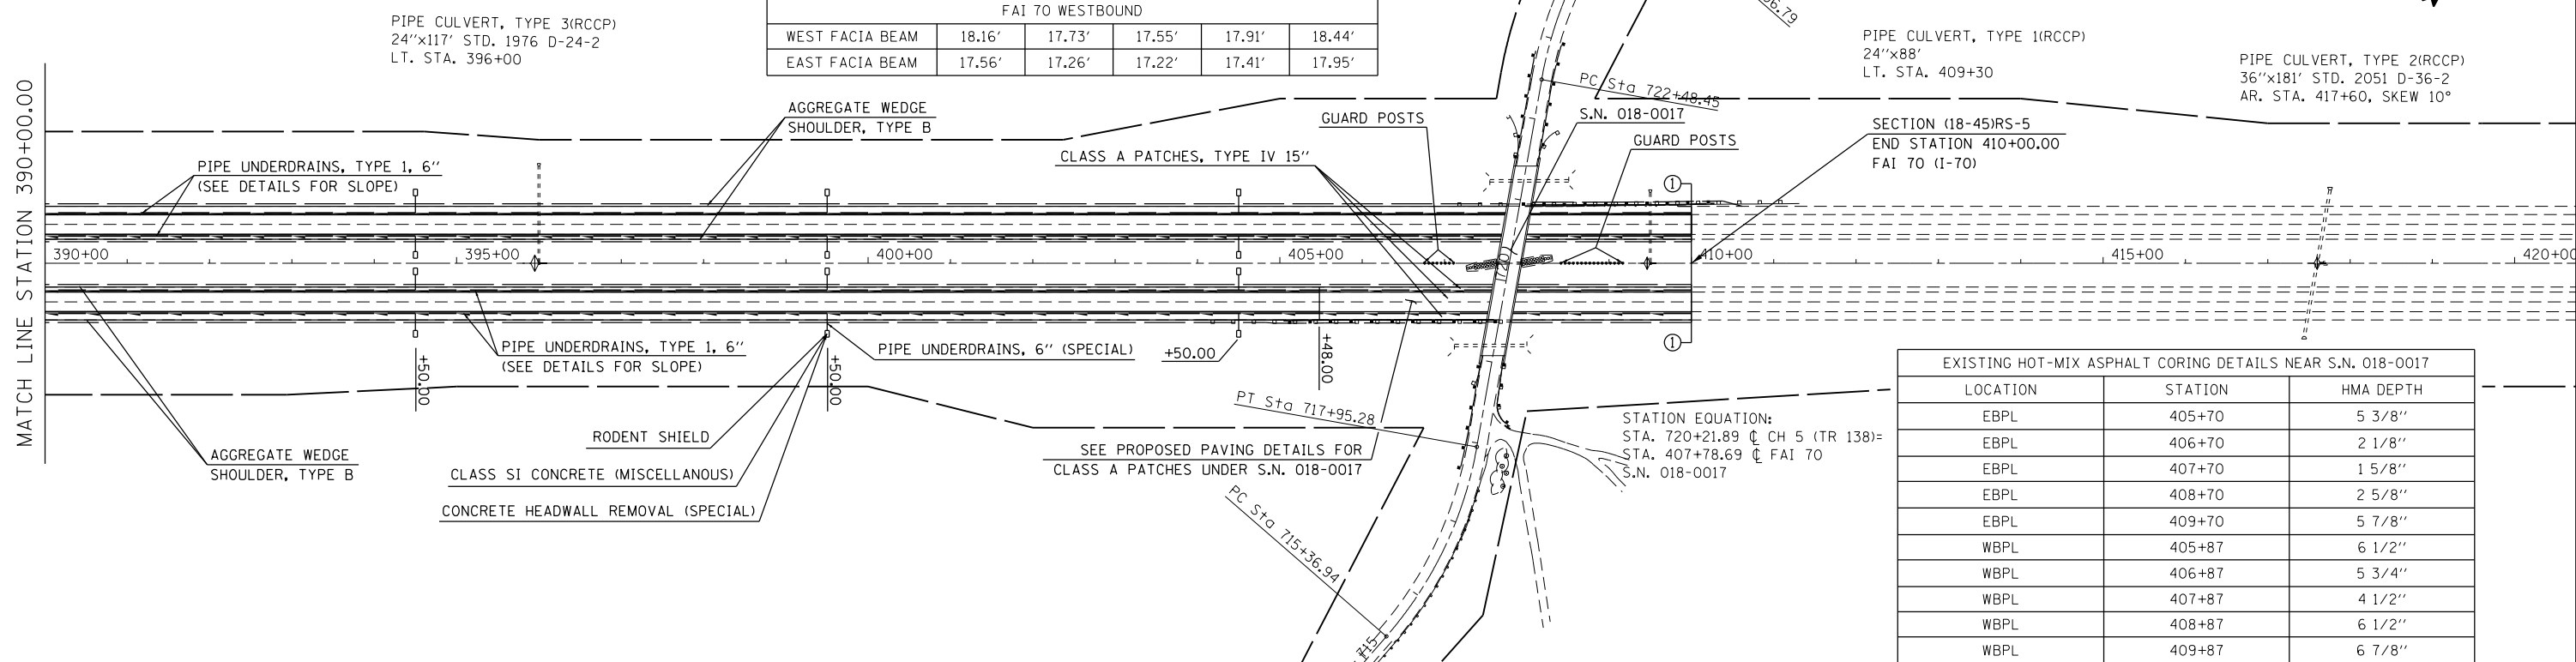 PIPE CULVERT, TYPE 3(RCCP)
24''x117' STD. 1976 D-24-2
LT. STA. 396+00
FAI 70 WESTBOUND
WEST FACIA BEAM 18.16' 17.73' 17.55' 17.91' 18.44'
EAST FACIA BEAM 17.56' 17.26' 17.22' 17.41' 17.95'
PIPE CULVERT, TYPE 1(RCCP)
24''x88'
LT. STA. 409+30
PIPE CULVERT, TYPE 2(RCCP)
36''x181' STD. 2051 D-36-2
AR. STA. 417+60, SKEW 10°
MATCH LINE STATION 390+00.00
PIPE UNDERDRAINS, TYPE 1, 6''
(SEE DETAILS FOR SLOPE)
AGGREGATE WEDGE
SHOULDER, TYPE B
CLASS A PATCHES, TYPE IV 15''
GUARD POSTS
PC Sta 722+48.45
S.N. 018-0017
GUARD POSTS
SECTION (18-45)RS-5
END STATION 410+00.00
FAI 70 (I-70)
1
390+00
395+00
400+00
405+00
720
410+00
415+00
420+00
1
+50.00
PIPE UNDERDRAINS, TYPE 1, 6''
(SEE DETAILS FOR SLOPE)
+50.00
PIPE UNDERDRAINS, 6'' (SPECIAL)
+50.00
+48.00
AGGREGATE WEDGE
SHOULDER, TYPE B
RODENT SHIELD
CLASS SI CONCRETE (MISCELLANOUS)
CONCRETE HEADWALL REMOVAL (SPECIAL)
PT Sta 717+95.28
SEE PROPOSED PAVING DETAILS FOR
CLASS A PATCHES UNDER S.N. 018-0017
PC Sta 715+36.94
715
STATION EQUATION:
STA. 720+21.89 ℄ CH 5 (TR 138)=
STA. 407+78.69 ℄ FAI 70
S.N. 018-0017
EXISTING HOT-MIX ASPHALT CORING DETAILS NEAR S.N. 018-0017
LOCATION STATION HMA DEPTH
EBPL 405+70 5 3/8''
EBPL 406+70 2 1/8''
EBPL 407+70 1 5/8''
EBPL 408+70 2 5/8''
EBPL 409+70 5 7/8''
WBPL 405+87 6 1/2''
WBPL 406+87 5 3/4''
WBPL 407+87 4 1/2''
WBPL 408+87 6 1/2''
WBPL 409+87 6 7/8''